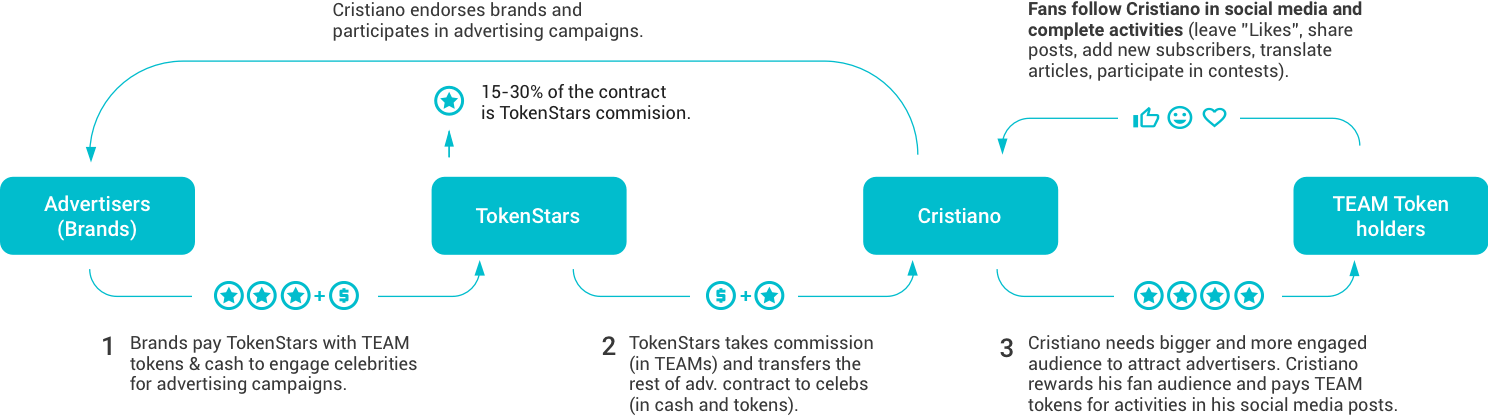 Cristiano endorses brands and
participates in advertising campaigns.
Fans follow Cristiano in social media and
complete activities (leave "Likes", share
posts, add new subscribers, translate
articles, participate in contests).
15-30% of the contract
is TokenStars commision.
Advertisers
(Brands)
TokenStars
Cristiano
TEAM Token
holders
+ $
$ +
1 Brands pay TokenStars with TEAM
tokens & cash to engage celebrities
for advertising campaigns.
2 TokenStars takes commission
(in TEAMs) and transfers the
rest of adv. contract to celebs
(in cash and tokens).
3 Cristiano needs bigger and more engaged
audience to attract advertisers. Cristiano
rewards his fan audience and pays TEAM
tokens for activities in his social media posts.